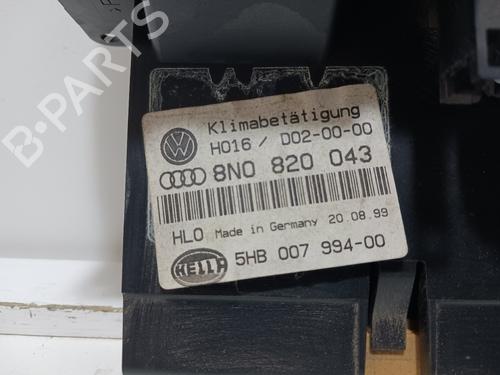 Klimabetätigung
H016 / D02-00-00
8N0 820 043
HL0 Made in Germany 20.08.99
HELLA 5HB 007 994-00
B-PARTS